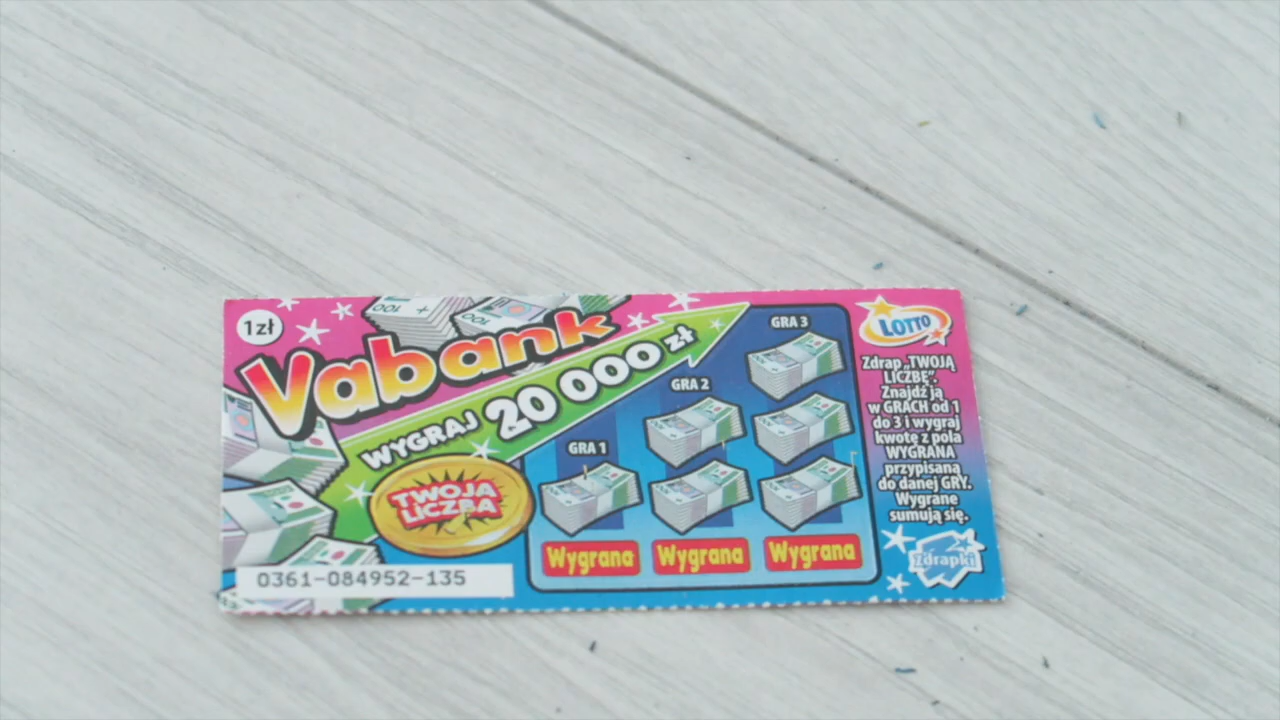 1zł
Vabank
WYGRAJ 20 000 zł
TWOJA
LICZBA
0361-084952-135
GRA 1
GRA 2
GRA 3
Wygrana
Wygrana
Wygrana
LOTTO
Zdrap „TWOJĄ
LICZBĘ".
Znajdź ją
w GRACH od 1
do 3 i wygraj
kwotę z pola
WYGRANA
przypisaną
do danej GRY.
Wygrane
sumują się.
Zdrapki
100
100